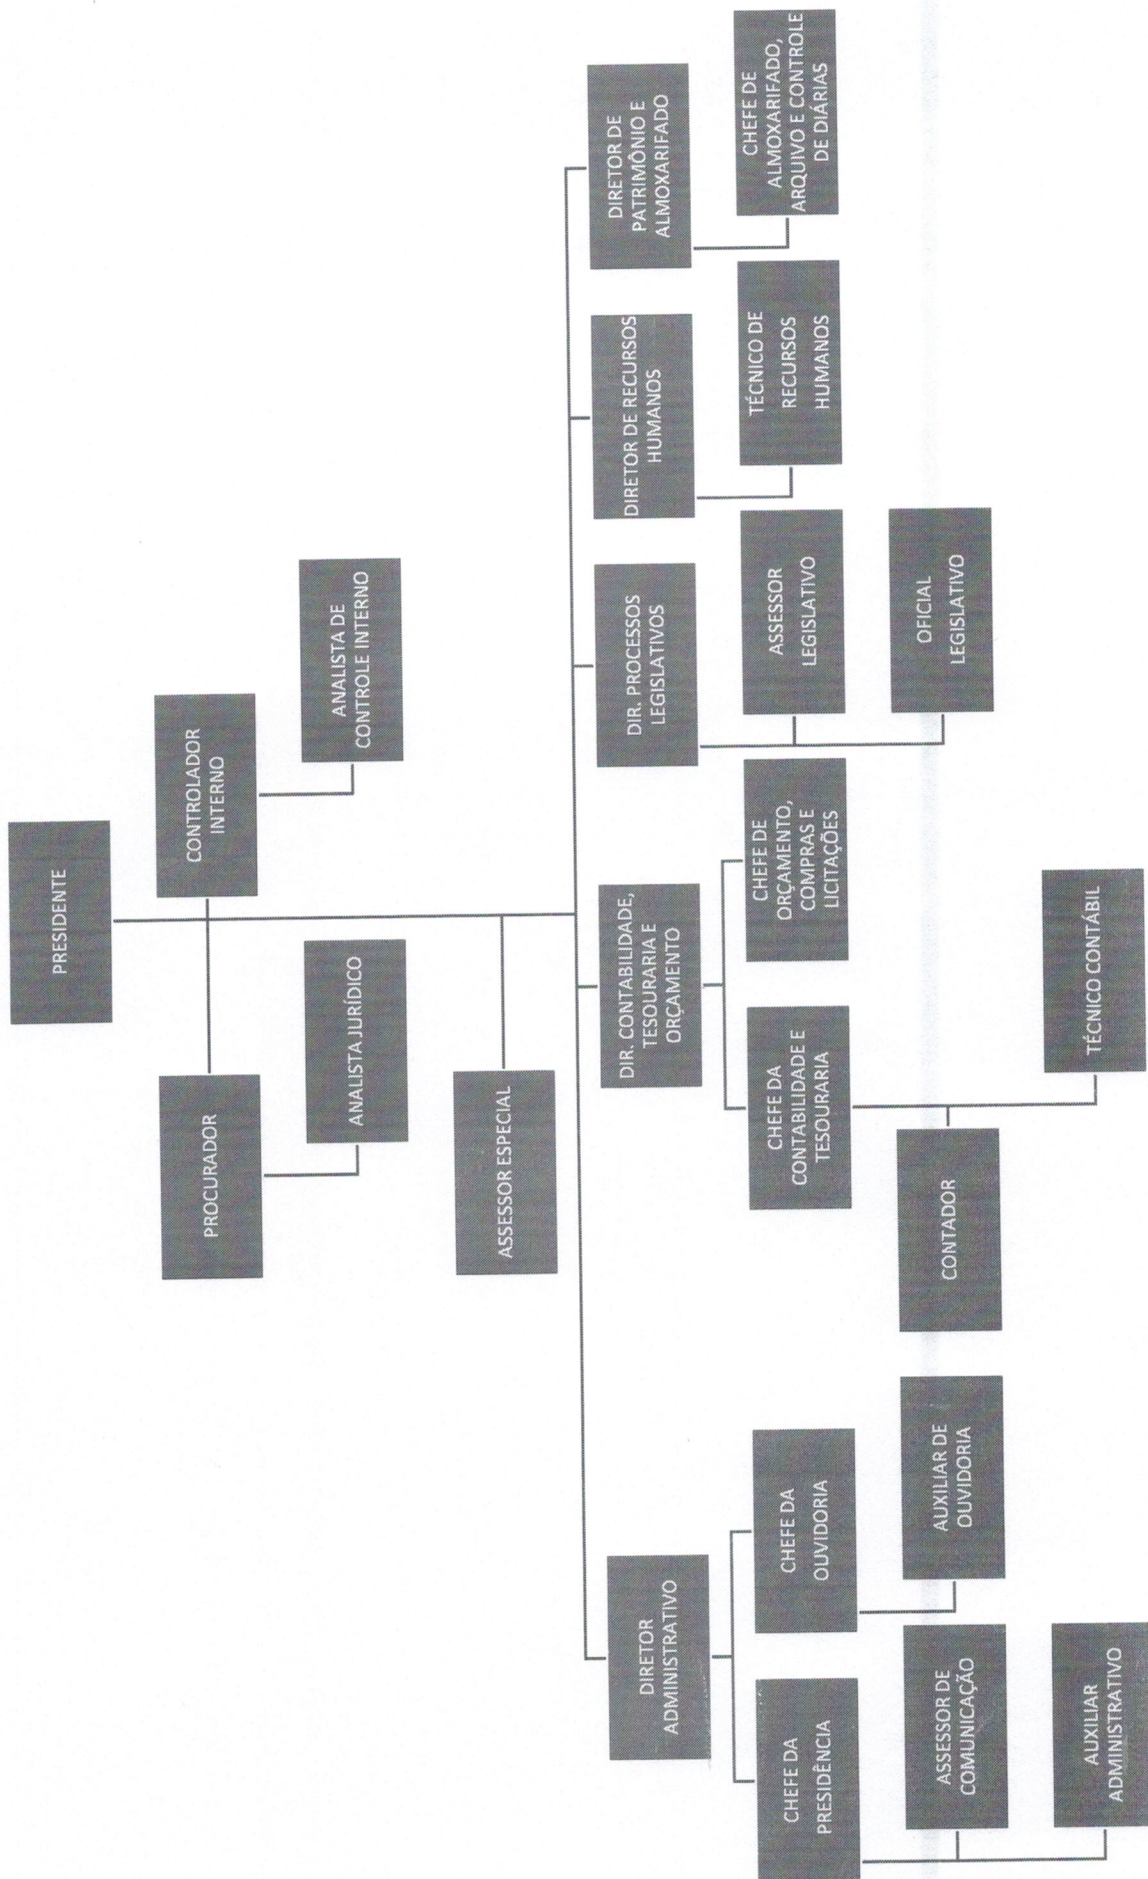 PRESIDENTE
PROCURADOR
CONTROLADOR
INTERNO
ANALISTA JURÍDICO
ANALISTA DE
CONTROLE INTERNO
ASSESSOR ESPECIAL
DIRETOR
ADMINISTRATIVO
DIR. CONTABILIDADE,
TESOURARIA E
ORÇAMENTO
DIR. PROCESSOS
LEGISLATIVOS
DIRETOR DE RECURSOS
HUMANOS
DIRETOR DE
PATRIMÔNIO E
ALMOXARIFADO
CHEFE DA
PRESIDÊNCIA
CHEFE DA
OUVIDORIA
CHEFE DA
CONTABILIDADE E
TESOURARIA
CHEFE DE
ORÇAMENTO,
COMPRAS E
LICITAÇÕES
ASSESSOR
LEGISLATIVO
TÉCNICO DE
RECURSOS
HUMANOS
CHEFE DE
ALMOXARIFADO,
ARQUIVO E CONTROLE
DE DIÁRIAS
ASSESSOR DE
COMUNICAÇÃO
AUXILIAR DE
OUVIDORIA
CONTADOR
OFICIAL
LEGISLATIVO
AUXILIAR
ADMINISTRATIVO
TÉCNICO CONTÁBIL